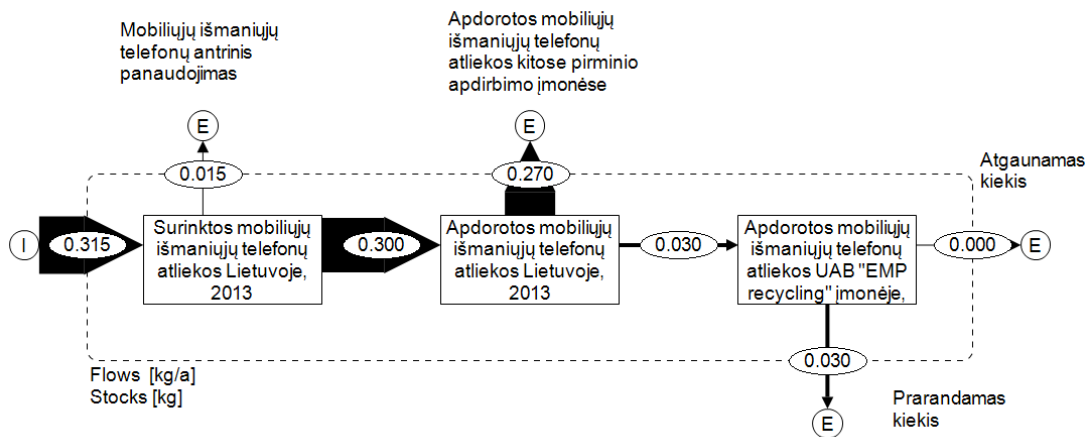 Mobiliųjų išmaniųjų
telefonų antrinis
panaudojimas
Apdorotos mobiliųjų
išmaniųjų telefonų
atliekos kitose pirminio
apdirbimo įmonėse
E
E
0.015
0.270
Atgaunamas
kiekis
I
0.315
Surinktos mobiliųjų
išmaniųjų telefonų
atliekos Lietuvoje,
2013
0.300
Apdorotos mobiliųjų
išmaniųjų telefonų
atliekos Lietuvoje,
2013
0.030
Apdorotos mobiliųjų
išmaniųjų telefonų
atliekos UAB "EMP
recycling" įmonėje,
0.000
E
0.030
Flows [kg/a]
Stocks [kg]
Prarandamas
kiekis
E